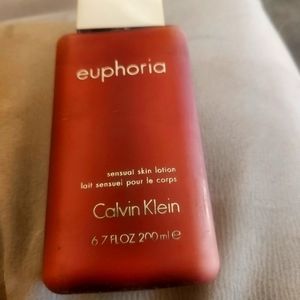 euphoria
sensual skin lotion
lait sensuel pour le corps
Calvin Klein
6.7 FL OZ 200 ml e